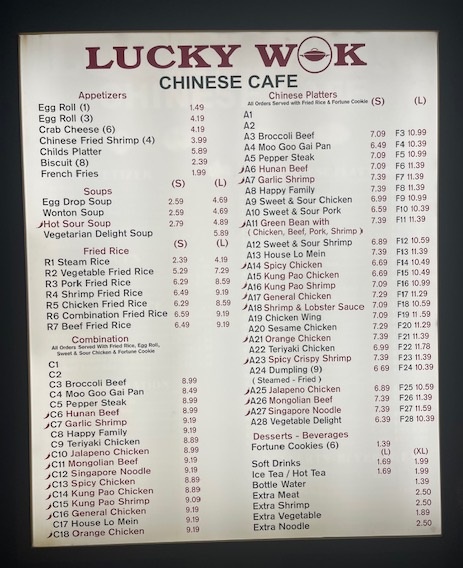 LUCKY WOK
CHINESE CAFE
Appetizers
Egg Roll (1) 1.49
Egg Roll (3) 4.19
Crab Cheese (6) 4.19
Chinese Fried Shrimp (4) 3.99
Childs Platter 5.89
Biscuit (8) 2.39
French Fries 1.99
Soups (S) (L)
Egg Drop Soup 2.59 4.69
Wonton Soup 2.59 4.69
Hot Sour Soup 2.79 4.89
Vegetarian Delight Soup 5.89
Fried Rice (S) (L)
R1 Steam Rice 2.39 4.19
R2 Vegetable Fried Rice 5.29 7.29
R3 Pork Fried Rice 6.29 8.59
R4 Shrimp Fried Rice 6.49 9.19
R5 Chicken Fried Rice 6.29 8.59
R6 Combination Fried Rice 6.59 9.19
R7 Beef Fried Rice 6.49 9.19
Combination
All Orders Served With Fried Rice, Egg Roll,
Sweet & Sour Chicken & Fortune Cookie
C1
C2
C3 Broccoli Beef 8.99
C4 Moo Goo Gai Pan 8.49
C5 Pepper Steak 8.99
C6 Hunan Beef 9.19
C7 Garlic Shrimp 9.19
C8 Happy Family 9.19
C9 Teriyaki Chicken 8.99
C10 Jalapeno Chicken 8.89
C11 Mongolian Beef 9.19
C12 Singapore Noodle 9.19
C13 Spicy Chicken 8.89
C14 Kung Pao Chicken 8.89
C15 Kung Pao Shrimp 9.09
C16 General Chicken 9.19
C17 House Lo Mein 9.19
C18 Orange Chicken 9.19
Chinese Platters
All Orders Served with Fried Rice & Fortune Cookie (S) (L)
A1
A2
A3 Broccoli Beef 7.09 F3 10.99
A4 Moo Goo Gai Pan 6.49 F4 10.39
A5 Pepper Steak 7.09 F5 10.99
A6 Hunan Beef 7.09 F6 11.39
A7 Garlic Shrimp 7.39 F7 11.39
A8 Happy Family 7.39 F8 11.39
A9 Sweet & Sour Chicken 6.99 F9 10.99
A10 Sweet & Sour Pork 6.59 F10 10.39
A11 Green Bean with 7.39 F11 11.39
( Chicken, Beef, Pork, Shrimp )
A12 Sweet & Sour Shrimp 6.89 F12 10.59
A13 House Lo Mein 7.39 F13 11.39
A14 Spicy Chicken 6.69 F14 10.49
A15 Kung Pao Chicken 6.69 F15 10.49
A16 Kung Pao Shrimp 7.09 F16 10.99
A17 General Chicken 7.29 F17 11.29
A18 Shrimp & Lobster Sauce 7.09 F18 10.99
A19 Chicken Wing 7.09 F19 11.59
A20 Sesame Chicken 7.29 F20 11.29
A21 Orange Chicken 7.39 F21 11.39
A22 Teriyaki Chicken 6.99 F22 11.78
A23 Spicy Crispy Shrimp 7.39 F23 11.39
A24 Dumpling (9) 6.69 F24 10.39
( Steamed - Fried )
A25 Jalapeno Chicken 6.89 F25 10.59
A26 Mongolian Beef 7.39 F26 11.39
A27 Singapore Noodle 7.39 F27 11.59
A28 Vegetable Delight 6.39 F28 10.39
Desserts - Beverages
Fortune Cookies (6) 1.39
(L) (XL)
Soft Drinks 1.69 1.99
Ice Tea / Hot Tea 1.69 1.99
Bottle Water 1.39
Extra Meat 2.50
Extra Shrimp 2.50
Extra Vegetable 1.89
Extra Noodle 2.50